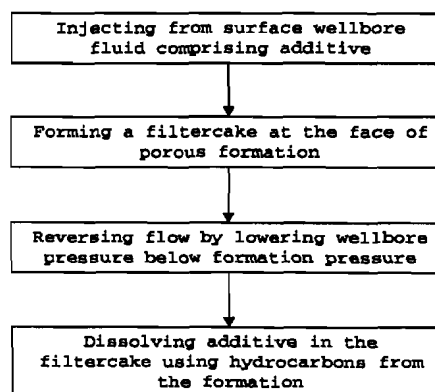 Injecting from surface wellbore
fluid comprising additive
Forming a filtercake at the face of
porous formation
Reversing flow by lowering wellbore
pressure below formation pressure
Dissolving additive in the
filtercake using hydrocarbons from
the formation